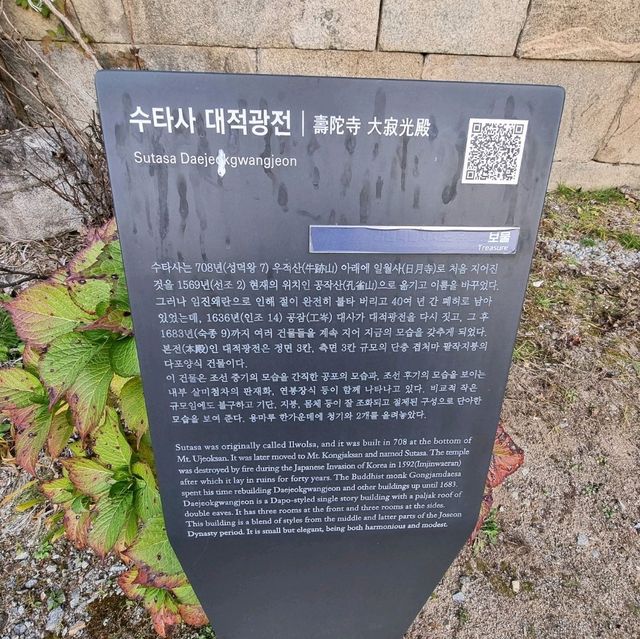 수타사 대적광전 | 壽陀寺 大寂光殿
Sutasa Daejeokgwangjeon
보물
Treasure
수타사는 708년(성덕왕 7) 우적산(牛跡山) 아래에 일월사(日月寺)로 처음 지어진
것을 1569년(선조 2) 현재의 위치인 공작산(孔雀山)으로 옮기고 이름을 바꾸었다.
그러나 임진왜란으로 인해 절이 완전히 불타 버리고 40여 년 간 폐허로 남아
있었는데, 1636년(인조 14) 공잠(工岑) 대사가 대적광전을 다시 짓고, 그 후
1683년(숙종 9)까지 여러 건물들을 계속 지어 지금의 모습을 갖추게 되었다.
본전(本殿)인 대적광전은 정면 3칸, 측면 3칸 규모의 단층 겹처마 팔작지붕의
다포양식 건물이다.
이 건물은 조선 중기의 모습을 간직한 공포의 모습과, 조선 후기의 모습을 보이는
내부 살미첨차의 판재화, 연봉장식 등이 함께 나타나고 있다. 비교적 작은
규모임에도 불구하고 기단, 지붕, 몸체 등이 잘 조화되고 절제된 구성으로 단아한
모습을 보여 준다. 용마루 한가운데에 청기와 2개를 올려놓았다.
Sutasa was originally called Ilwolsa, and it was built in 708 at the bottom of
Mt. Ujeoksan. It was later moved to Mt. Kongjaksan and named Sutasa. The temple
was destroyed by fire during the Japanese Invasion of Korea in 1592(Imjinwaeran)
after which it lay in ruins for forty years. The Buddhist monk Gongjamdaesa
spent his time rebuilding Daejeokgwangjeon and other buildings up until 1683.
Daejeokgwangjeon is a Dapo-styled single story building with a paljak roof of
double eaves. It has three rooms at the front and three rooms at the sides.
This building is a blend of styles from the middle and latter parts of the Joseon
Dynasty period. It is small but elegant, being both harmonious and modest.